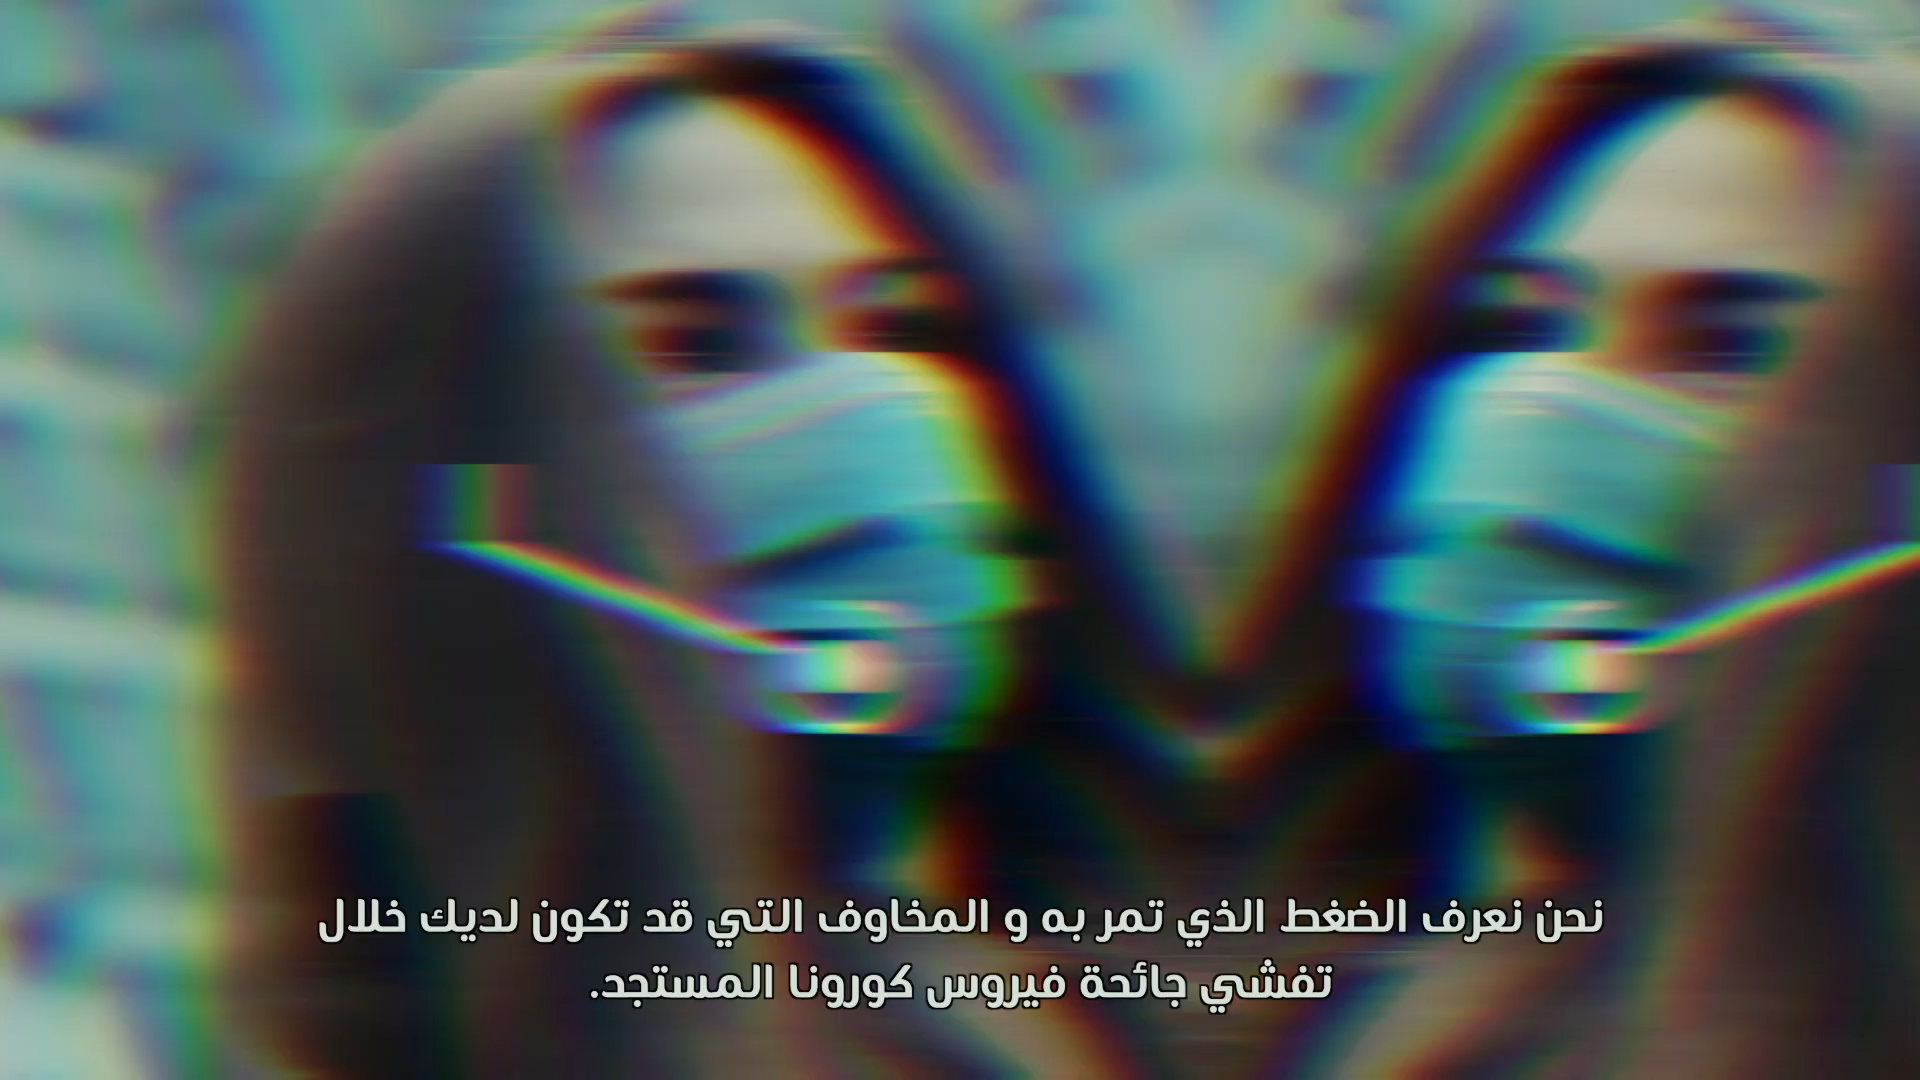 نحن نعرف الضغط الذي تمر به و المخاوف التي قد تكون لديك خلال
تفشي جائحة فيروس كورونا المستجد.